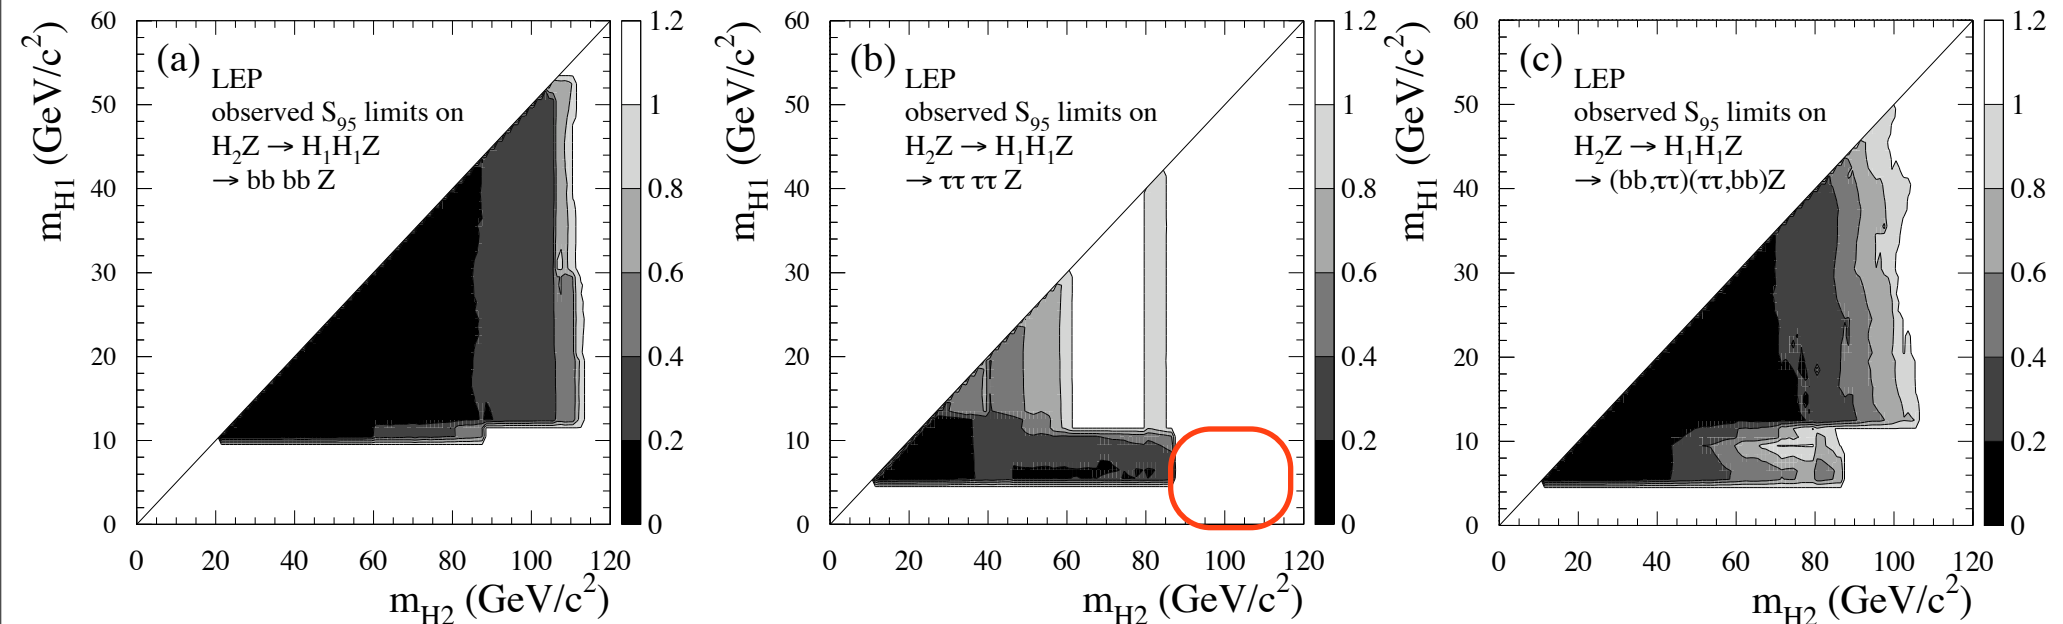 (a)
LEP
observed S95 limits on
H2Z → H1H1Z
→ bb bb Z
mH1 (GeV/c2)
60
50
40
30
20
10
0
0 20 40 60 80 100 120
mH2 (GeV/c2)
1.2
1
0.8
0.6
0.4
0.2
0
(b)
LEP
observed S95 limits on
H2Z → H1H1Z
→ ττ ττ Z
mH1 (GeV/c2)
60
50
40
30
20
10
0
0 20 40 60 80 100 120
mH2 (GeV/c2)
1.2
1
0.8
0.6
0.4
0.2
0
(c)
LEP
observed S95 limits on
H2Z → H1H1Z
→ (bb,ττ)(ττ,bb)Z
mH1 (GeV/c2)
60
50
40
30
20
10
0
0 20 40 60 80 100 120
mH2 (GeV/c2)
1.2
1
0.8
0.6
0.4
0.2
0